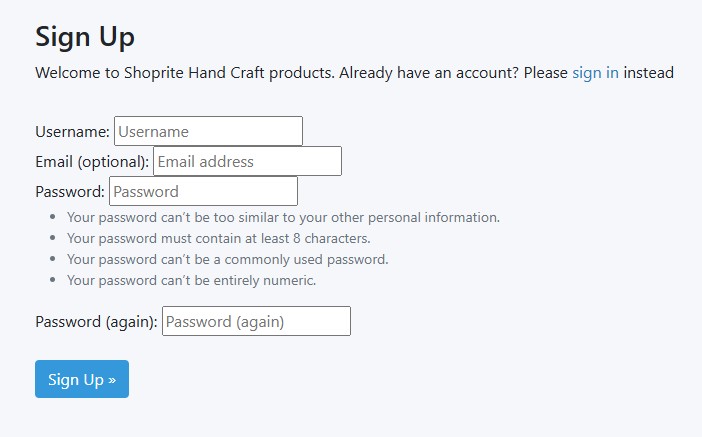 Sign Up
Welcome to Shoprite Hand Craft products. Already have an account? Please sign in instead
Username: Username
Email (optional): Email address
Password: Password
• Your password can't be too similar to your other personal information.
• Your password must contain at least 8 characters.
• Your password can't be a commonly used password.
• Your password can't be entirely numeric.
Password (again): Password (again)
Sign Up »